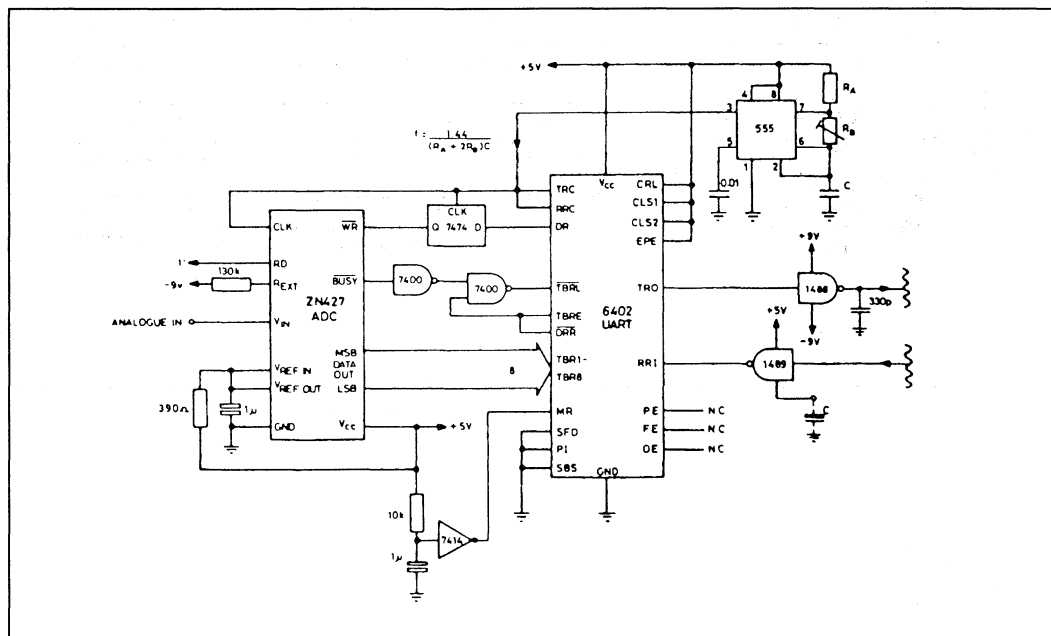 +5V
4
8
RA
3
7
555
RB
f = 1.44
(RA + 2RB)C
5
6
1
2
0.01
C
VCC
TRC
CRL
CLK
RRC
CLS1
CLK
WR
Q 7474 D
DR
CLS2
EPE
+9V
1
RD
130k
-9v
REXT
BUSY
7400
7400
TBRL
TRO
1488
ZN427
ADC
TBRE
6402
UART
330p
ANALOGUE IN
VIN
DRR
+5V
-9V
MSB
DATA
OUT
LSB
TBR1-
TBR8
RRI
1489
VREF IN
8
VREF OUT
390Ω
1μ
C
MR
PE
NC
GND
VCC
+5V
SFD
FE
NC
PI
OE
NC
SBS
GND
10k
7414
1μ